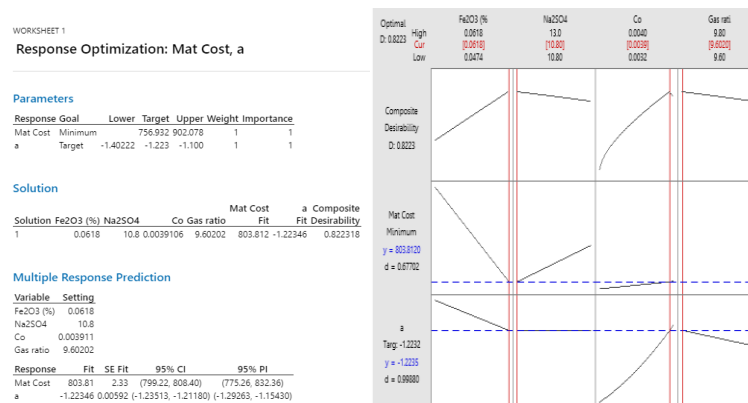 WORKSHEET 1
Response Optimization: Mat Cost, a
Parameters
Response Goal Lower Target Upper Weight Importance
Mat Cost Minimum 756.932 902.078 1 1
a Target -1.40222 -1.223 -1.100 1 1
Solution
Mat Cost a Composite
Solution Fe2O3 (%) Na2SO4 Co Gas ratio Fit Fit Desirability
1 0.0618 10.8 0.0039106 9.60202 803.812 -1.22346 0.822318
Multiple Response Prediction
Variable Setting
Fe2O3 (%) 0.0618
Na2SO4 10.8
Co 0.003911
Gas ratio 9.60202
Response Fit SE Fit 95% CI 95% PI
Mat Cost 803.81 2.33 (799.22, 808.40) (775.26, 832.36)
a -1.22346 0.00592 (-1.23513, -1.21180) (-1.29263, -1.15430)
Optimal Fe2O3 (% Na2SO4 Co Gas rati
D: 0.8223 High 0.0618 13.0 0.0040 9.80
Cur [0.0618] [10.80] [0.0039] [9.6020]
Low 0.0474 10.80 0.0032 9.60
Composite
Desirability
D: 0.8223
Mat Cost
Minimum
y = 803.8120
d = 0.67702
a
Targ: -1.2232
y = -1.2235
d = 0.99880